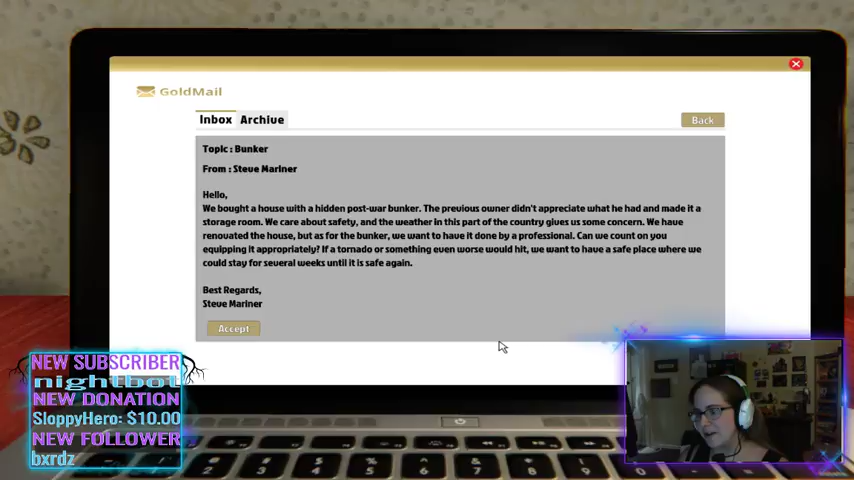 GoldMail
Inbox Archive
Back
Topic : Bunker
From : Steve Mariner
Hello,
We bought a house with a hidden post-war bunker. The previous owner didn't appreciate what he had and made it a
storage room. We care about safety, and the weather in this part of the country gives us some concern. We have
renovated the house, but as for the bunker, we want to have it done by a professional. Can we count on you
equipping it appropriately? If a tornado or something even worse would hit, we want to have a safe place where we
could stay for several weeks until it is safe again.
Best Regards,
Steve Mariner
Accept
NEW SUBSCRIBER
nightbot
NEW DONATION
SloppyHero: $10.00
NEW FOLLOWER
bxrdz